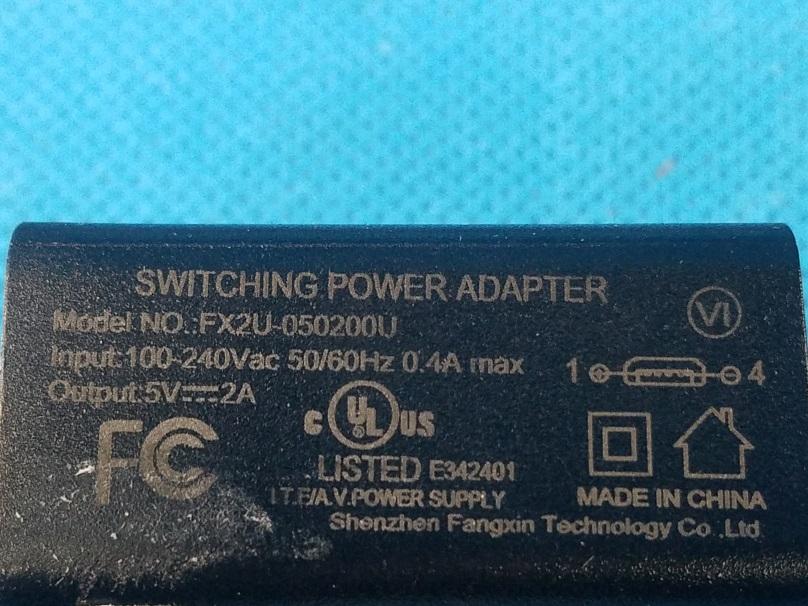 SWITCHING POWER ADAPTER
Model NO.:FX2U-050200U
VI
Input:100-240Vac 50/60Hz 0.4A max
1 4
Output:5V⎓2A
FC
C UL US
LISTED E342401
I.T.E/A.V.POWER SUPPLY
MADE IN CHINA
Shenzhen Fangxin Technology Co.,Ltd